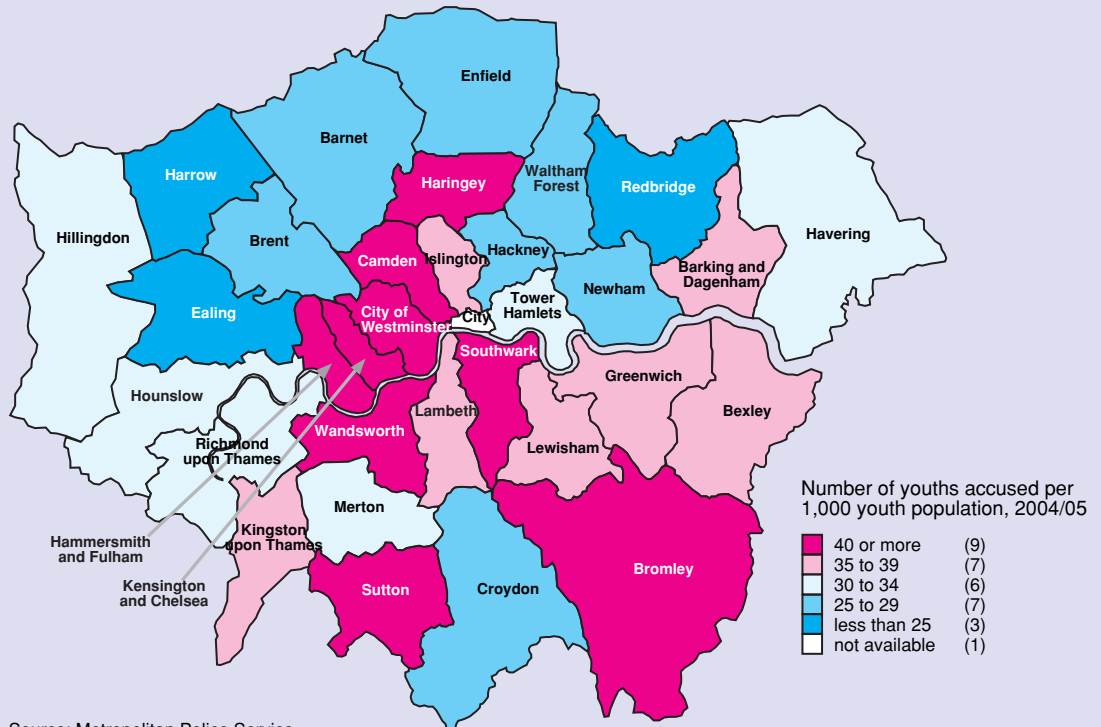 Enfield
Barnet
Harrow
Haringey
Waltham
Forest
Redbridge
Hillingdon
Brent
Hackney
Havering
Camden
Islington
Barking and
Dagenham
Newham
Ealing
City of
Westminster
City
Tower
Hamlets
Southwark
Greenwich
Hounslow
Lambeth
Bexley
Wandsworth
Richmond
upon Thames
Lewisham
Merton
Kingston
upon Thames
Hammersmith
and Fulham
Kensington
and Chelsea
Sutton
Croydon
Bromley
Number of youths accused per
1,000 youth population, 2004/05
40 or more (9)
35 to 39 (7)
30 to 34 (6)
25 to 29 (7)
less than 25 (3)
not available (1)
Source: Metropolitan Police Service